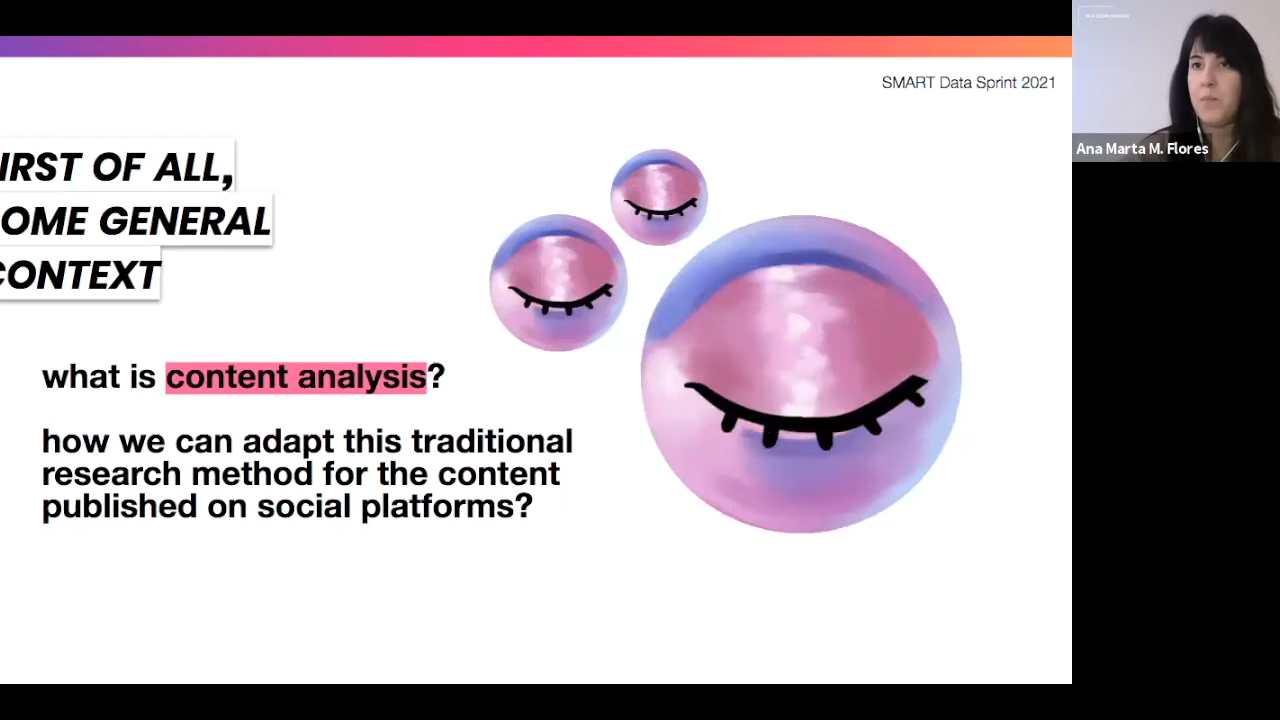 SMART Data Sprint 2021
IRST OF ALL,
OME GENERAL
CONTEXT
what is content analysis?
how we can adapt this traditional
research method for the content
published on social platforms?
Ana Marta M. Flores